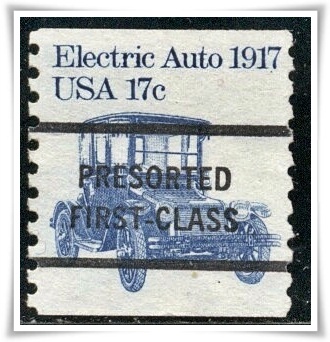 Electric Auto 1917
USA 17c
PRESORTED
FIRST-CLASS